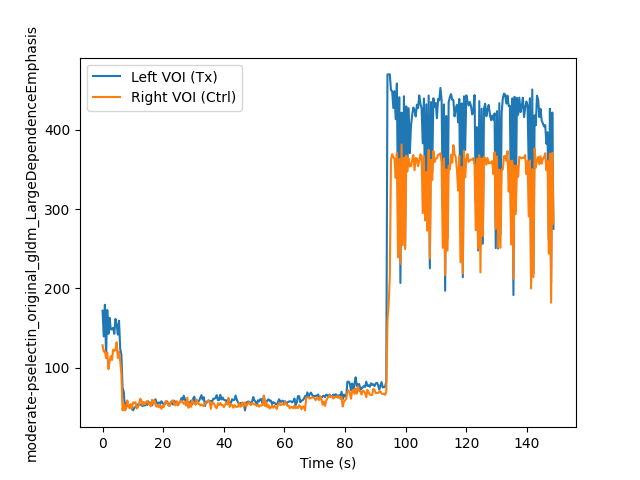 moderate-pselectin_original_gldm_LargeDependenceEmphasis
Left VOI (Tx)
Right VOI (Ctrl)
400
300
200
100
0 20 40 60 80 100 120 140
Time (s)